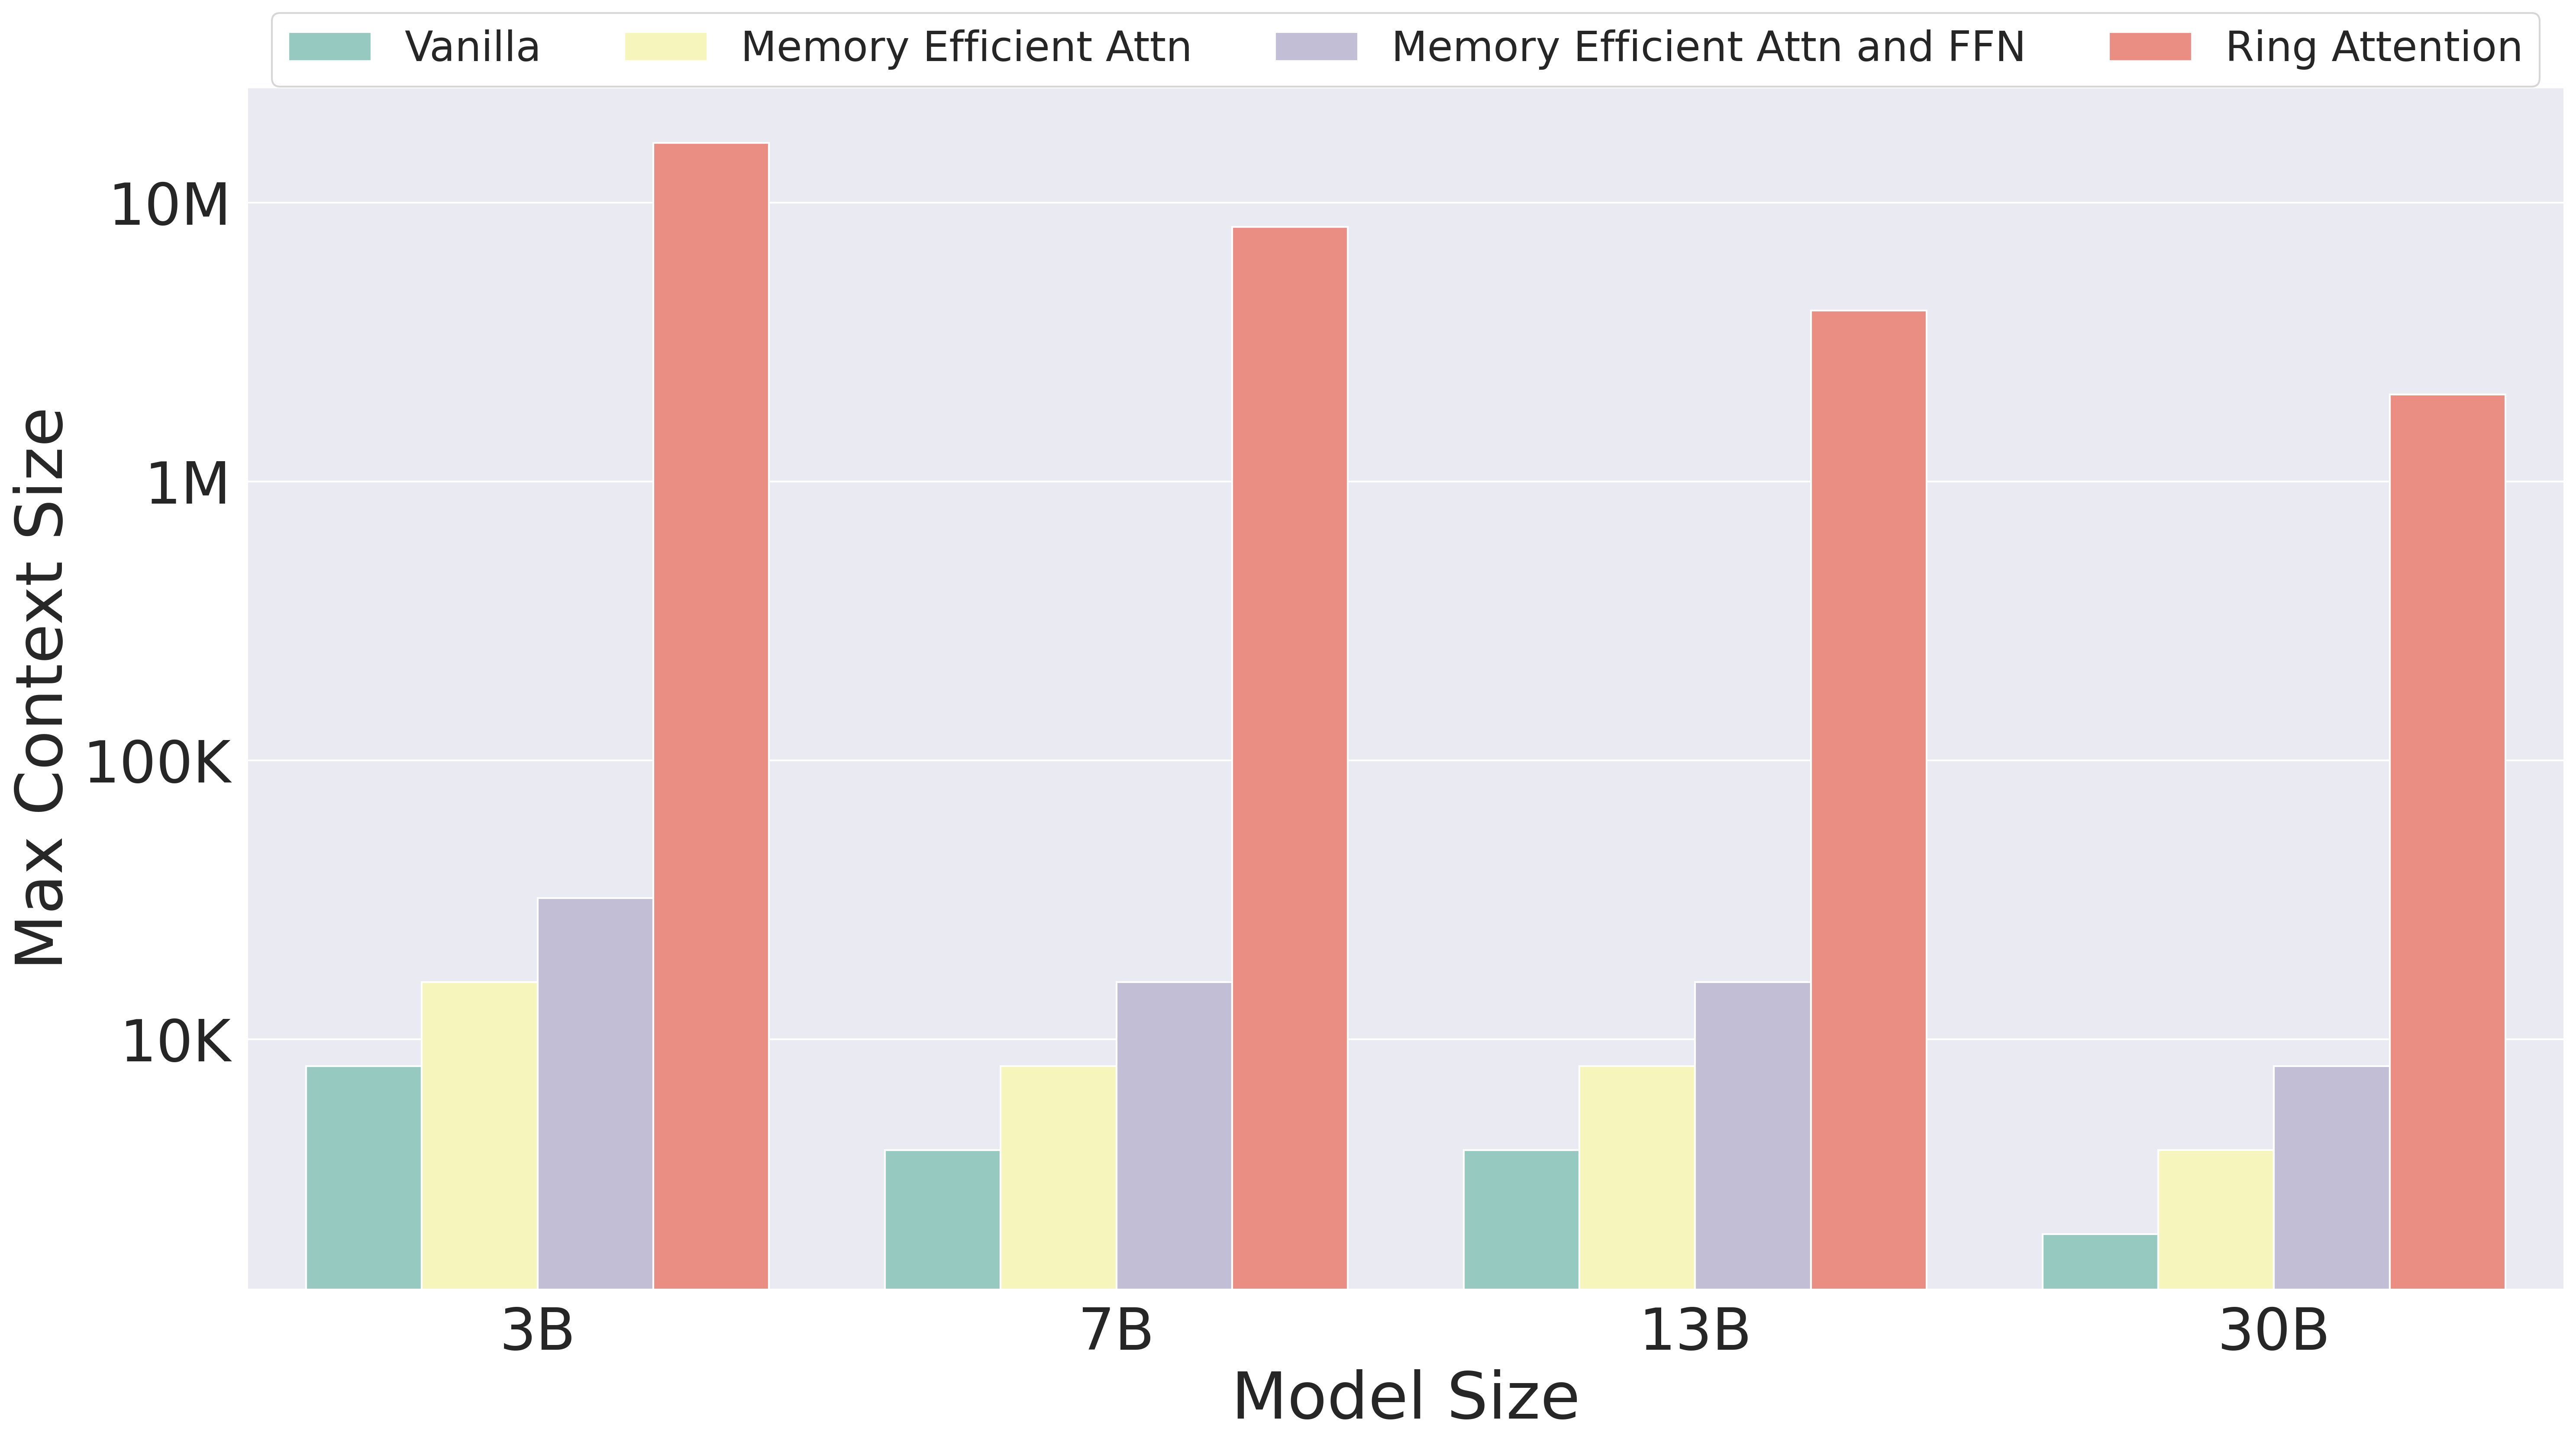 Vanilla Memory Efficient Attn Memory Efficient Attn and FFN Ring Attention
Max Context Size
10M
1M
100K
10K
3B 7B 13B 30B
Model Size